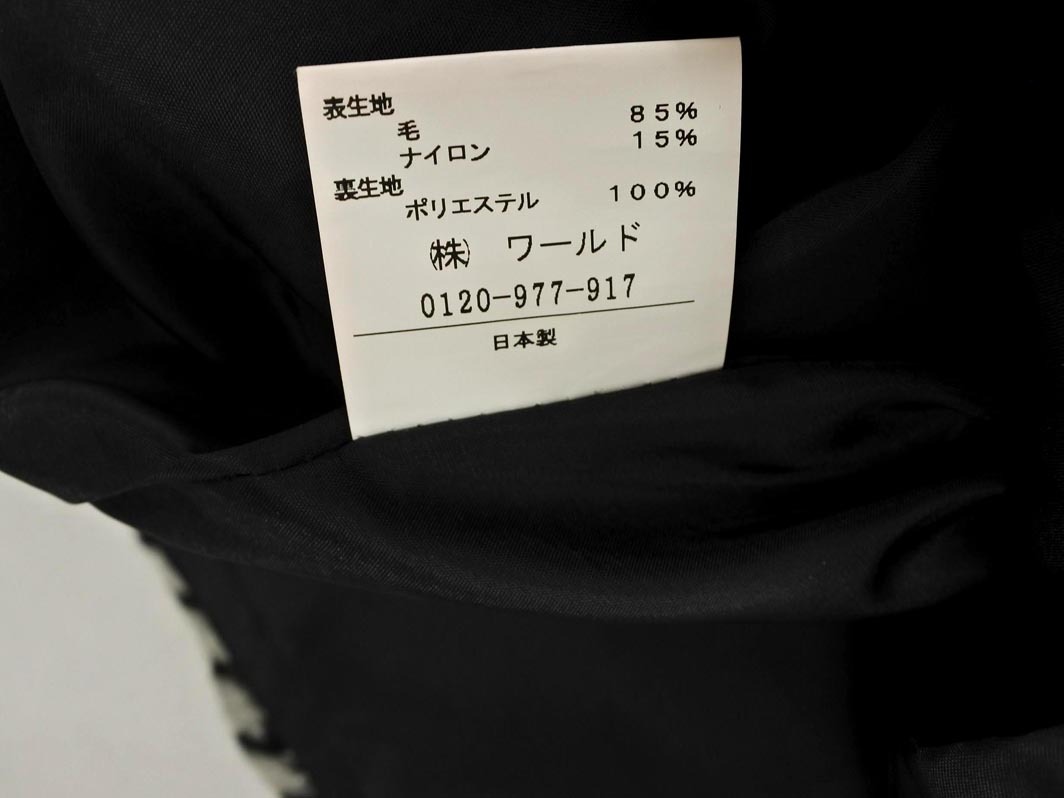 表生地
毛 85%
ナイロン 15%
裏生地
ポリエステル 100%
㈱ ワールド
0120-977-917
日本製